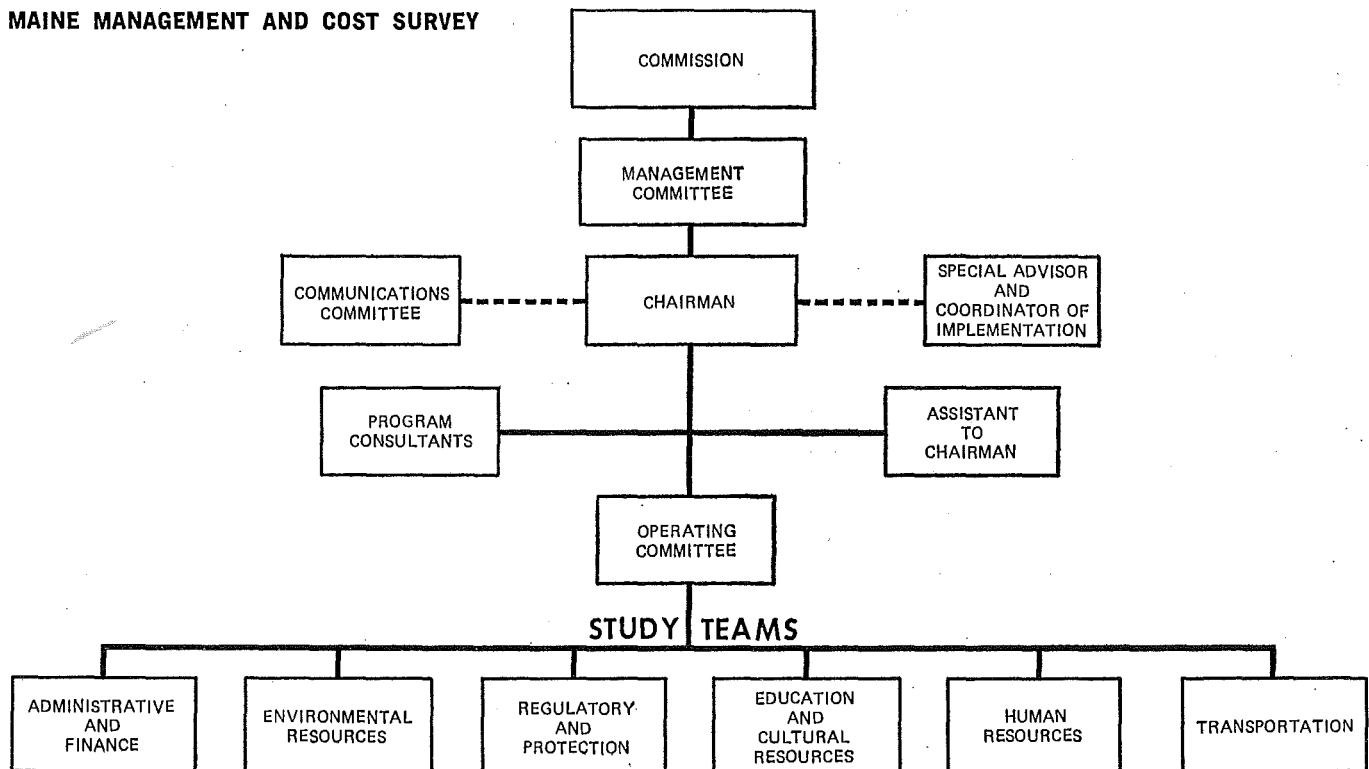 MAINE MANAGEMENT AND COST SURVEY
COMMISSION
MANAGEMENT
COMMITTEE
COMMUNICATIONS
COMMITTEE
CHAIRMAN
SPECIAL ADVISOR
AND
COORDINATOR OF
IMPLEMENTATION
PROGRAM
CONSULTANTS
ASSISTANT
TO
CHAIRMAN
OPERATING
COMMITTEE
STUDY TEAMS
ADMINISTRATIVE
AND
FINANCE
ENVIRONMENTAL
RESOURCES
REGULATORY
AND
PROTECTION
EDUCATION
AND
CULTURAL
RESOURCES
HUMAN
RESOURCES
TRANSPORTATION